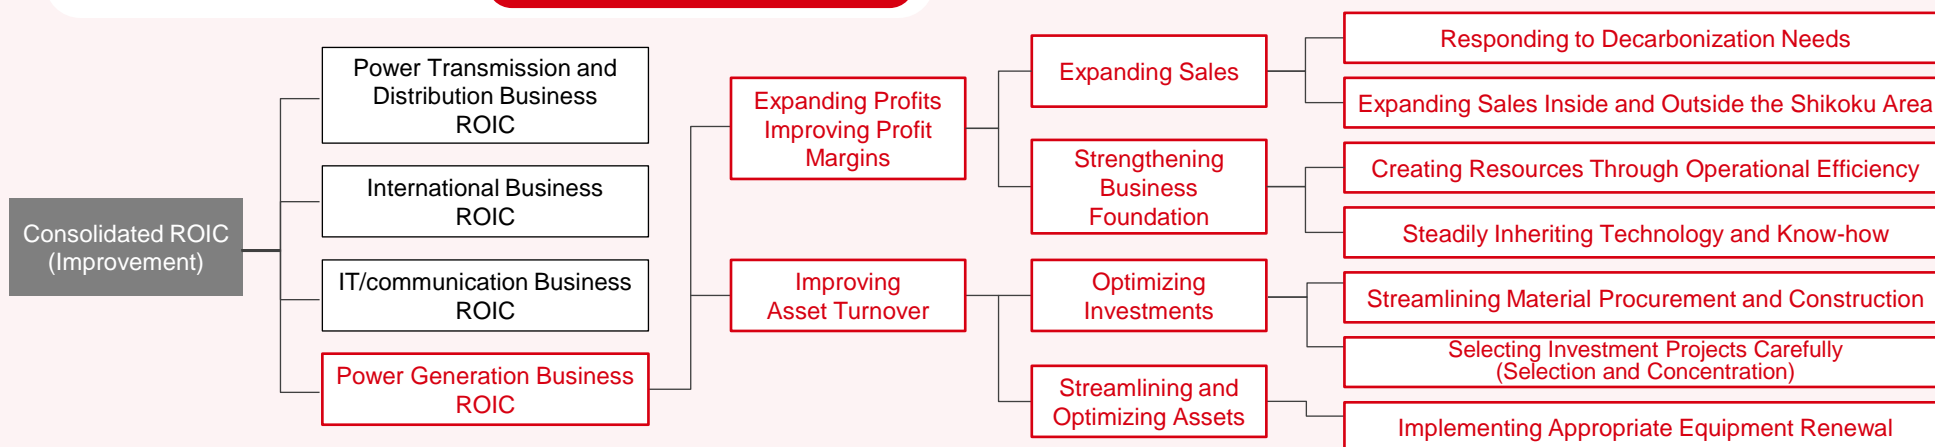 Consolidated ROIC
(Improvement)
Power Transmission and
Distribution Business
ROIC
International Business
ROIC
IT/communication Business
ROIC
Power Generation Business
ROIC
Expanding Profits
Improving Profit
Margins
Improving
Asset Turnover
Expanding Sales
Strengthening
Business
Foundation
Optimizing
Investments
Streamlining and
Optimizing Assets
Responding to Decarbonization Needs
Expanding Sales Inside and Outside the Shikoku Area
Creating Resources Through Operational Efficiency
Steadily Inheriting Technology and Know-how
Streamlining Material Procurement and Construction
Selecting Investment Projects Carefully
(Selection and Concentration)
Implementing Appropriate Equipment Renewal